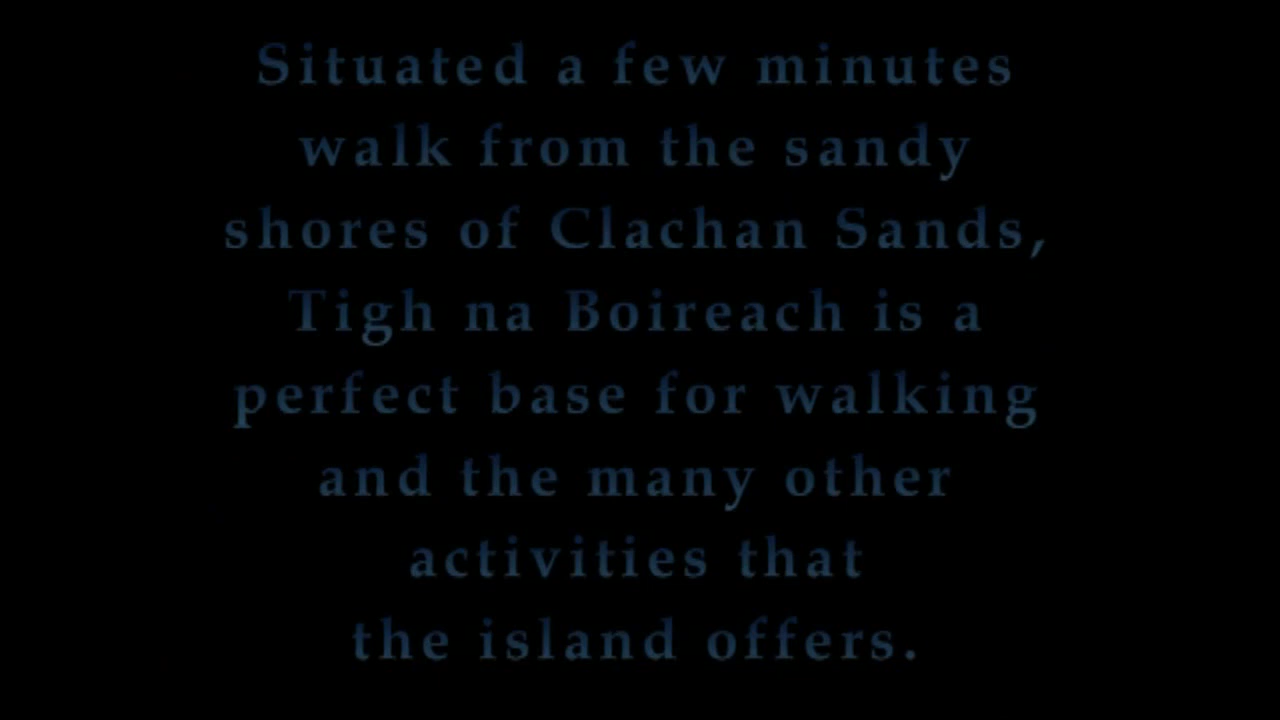 Situated a few minutes
walk from the sandy
shores of Clachan Sands,
Tigh na Boireach is a
perfect base for walking
and the many other
activities that
the island offers.